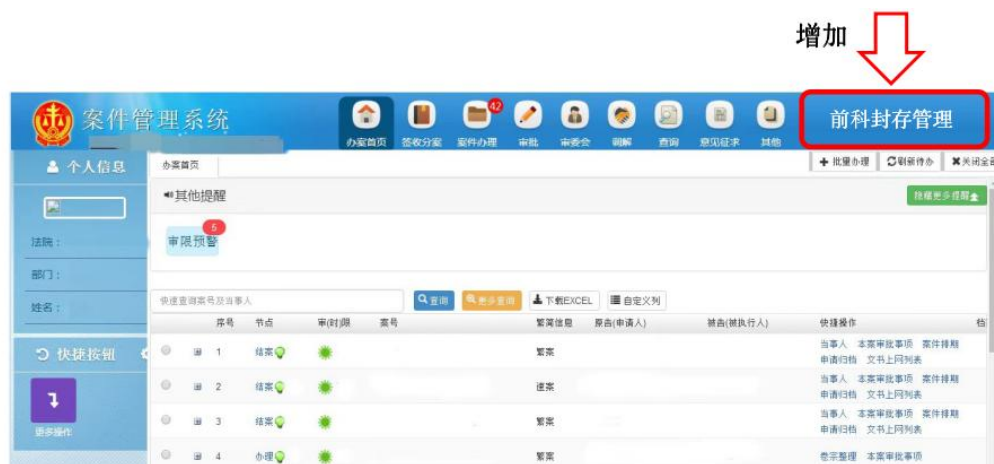 增加
案件管理系统
办案首页 签收分案 案件办理 42 审批 审委会 调解 查询 意见征求 其他
前科封存管理
个人信息
办案首页
批量办理 刷新待办 关闭全部
其他提醒
隐藏更多提醒
审限预警 5
法院：
部门：
姓名：
快速查询案号及当事人
查询 更多查询 下载EXCEL 自定义列
序号 节点 审(时)限 案号 繁简信息 原告(申请人) 被告(被执行人) 快捷操作 档
快捷按钮
更多操作
1 结案 繁案 当事人 本案审批事项 案件排期
申请归档 文书上网列表
2 结案 速案 当事人 本案审批事项 案件排期
申请归档 文书上网列表
3 结案 繁案 当事人 本案审批事项 案件排期
申请归档 文书上网列表
4 办理 繁案 卷宗整理 本案审批事项